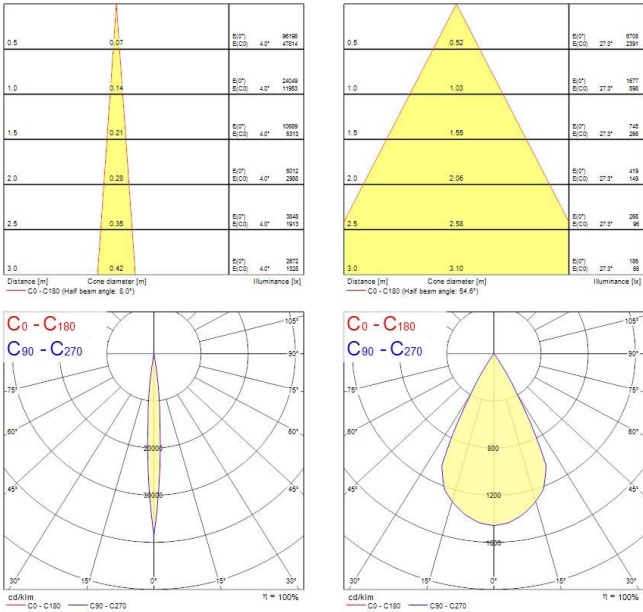 0.5 0.07 E(0°) 96196
E(C0) 4.0° 47814
1.0 0.14 E(0°) 24049
E(C0) 4.0° 11953
1.5 0.21 E(0°) 10689
E(C0) 4.0° 5313
2.0 0.28 E(0°) 6012
E(C0) 4.0° 2988
2.5 0.35 E(0°) 3848
E(C0) 4.0° 1913
3.0 0.42 E(0°) 2672
E(C0) 4.0° 1328
Distance [m] Cone diameter [m] Illuminance [lx]
C0 - C180 (Half beam angle: 8.0°)
0.5 0.52 E(0°) 6708
E(C0) 27.3° 2391
1.0 1.03 E(0°) 1677
E(C0) 27.3° 598
1.5 1.55 E(0°) 745
E(C0) 27.3° 266
2.0 2.06 E(0°) 419
E(C0) 27.3° 149
2.5 2.58 E(0°) 268
E(C0) 27.3° 96
3.0 3.10 E(0°) 186
E(C0) 27.3° 66
Distance [m] Cone diameter [m] Illuminance [lx]
C0 - C180 (Half beam angle: 54.6°)
C0 - C180
C90 - C270
105°
90°
75° 75°
60° 60°
45° 45°
20000
30000
30° 15° 0° 15° 30°
cd/klm η = 100%
C0 - C180 C90 - C270
C0 - C180
C90 - C270
105°
90°
75° 75°
60° 60°
45° 45°
800
1200
1600
30° 15° 0° 15° 30°
cd/klm η = 100%
C0 - C180 C90 - C270